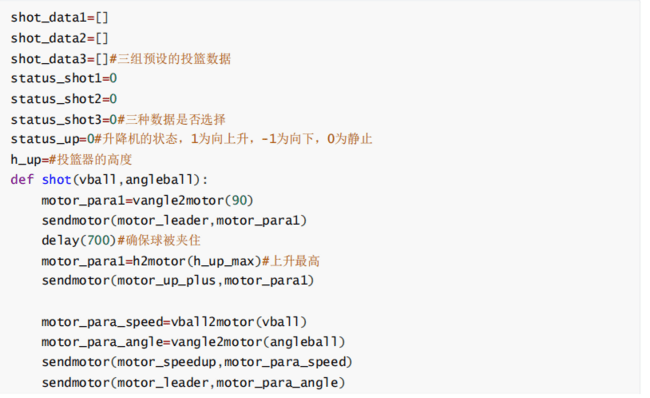 shot_data1=[]
shot_data2=[]
shot_data3=[]#三组预设的投篮数据
status_shot1=0
status_shot2=0
status_shot3=0#三种数据是否选择
status_up=0#升降机的状态，1为向上升，-1为向下，0为静止
h_up=#投篮器的高度
def shot(vball,angleball):
    motor_para1=vangle2motor(90)
    sendmotor(motor_leader,motor_para1)
    delay(700)#确保球被夹住
    motor_para1=h2motor(h_up_max)#上升最高
    sendmotor(motor_up_plus,motor_para1)
    motor_para_speed=vball2motor(vball)
    motor_para_angle=vangle2motor(angleball)
    sendmotor(motor_speedup,motor_para_speed)
    sendmotor(motor_leader,motor_para_angle)